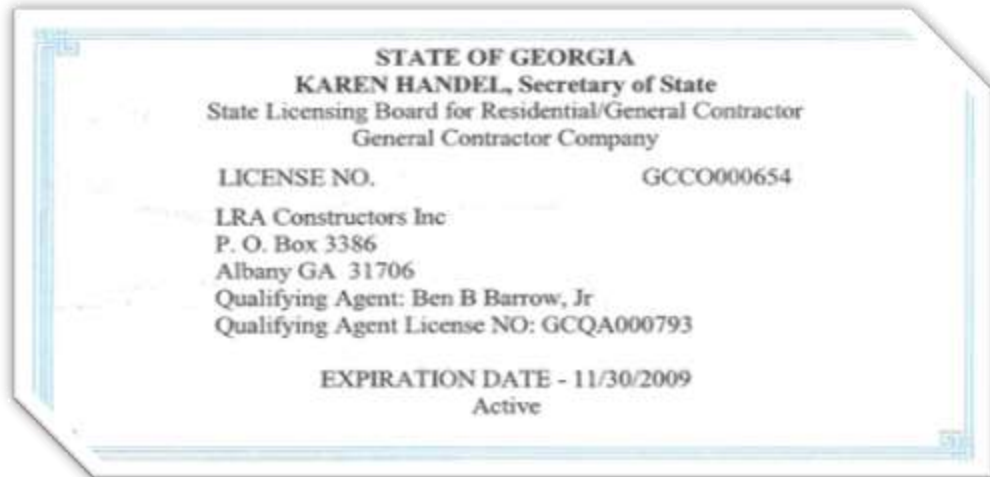 STATE OF GEORGIA
KAREN HANDEL, Secretary of State
State Licensing Board for Residential/General Contractor
General Contractor Company
LICENSE NO. GCCO000654
LRA Constructors Inc
P. O. Box 3386
Albany GA 31706
Qualifying Agent: Ben B Barrow, Jr
Qualifying Agent License NO: GCQA000793
EXPIRATION DATE - 11/30/2009
Active